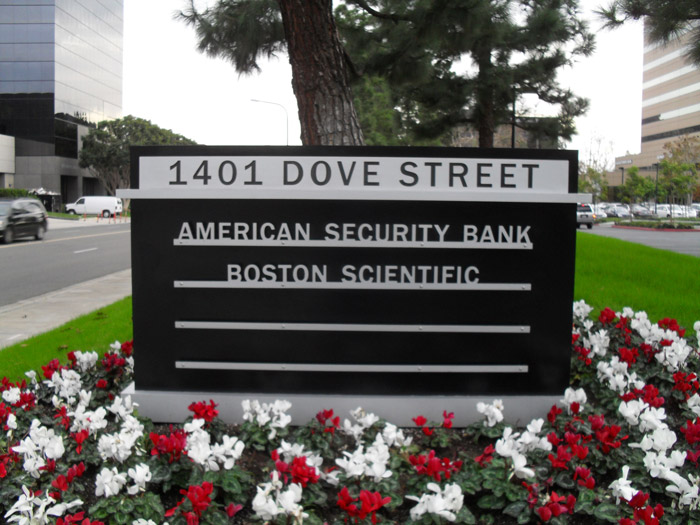 1401 DOVE STREET
AMERICAN SECURITY BANK
BOSTON SCIENTIFIC